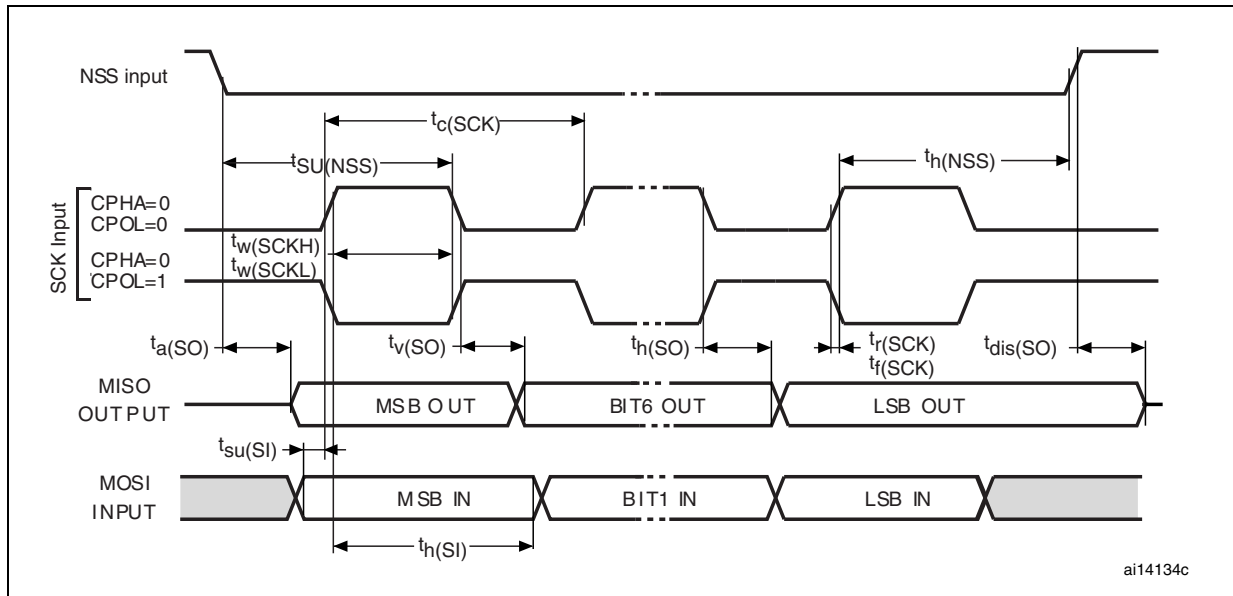 NSS input
tc(SCK)
tSU(NSS)
th(NSS)
SCK Input
CPHA=0
CPOL=0
tw(SCKH)
CPHA=0
tw(SCKL)
CPOL=1
ta(SO)
tv(SO)
th(SO)
tr(SCK)
tf(SCK)
tdis(SO)
MISO
OUTPUT
MSB OUT
BIT6 OUT
LSB OUT
tsu(SI)
MOSI
INPUT
MSB IN
BIT1 IN
LSB IN
th(SI)
ai14134c